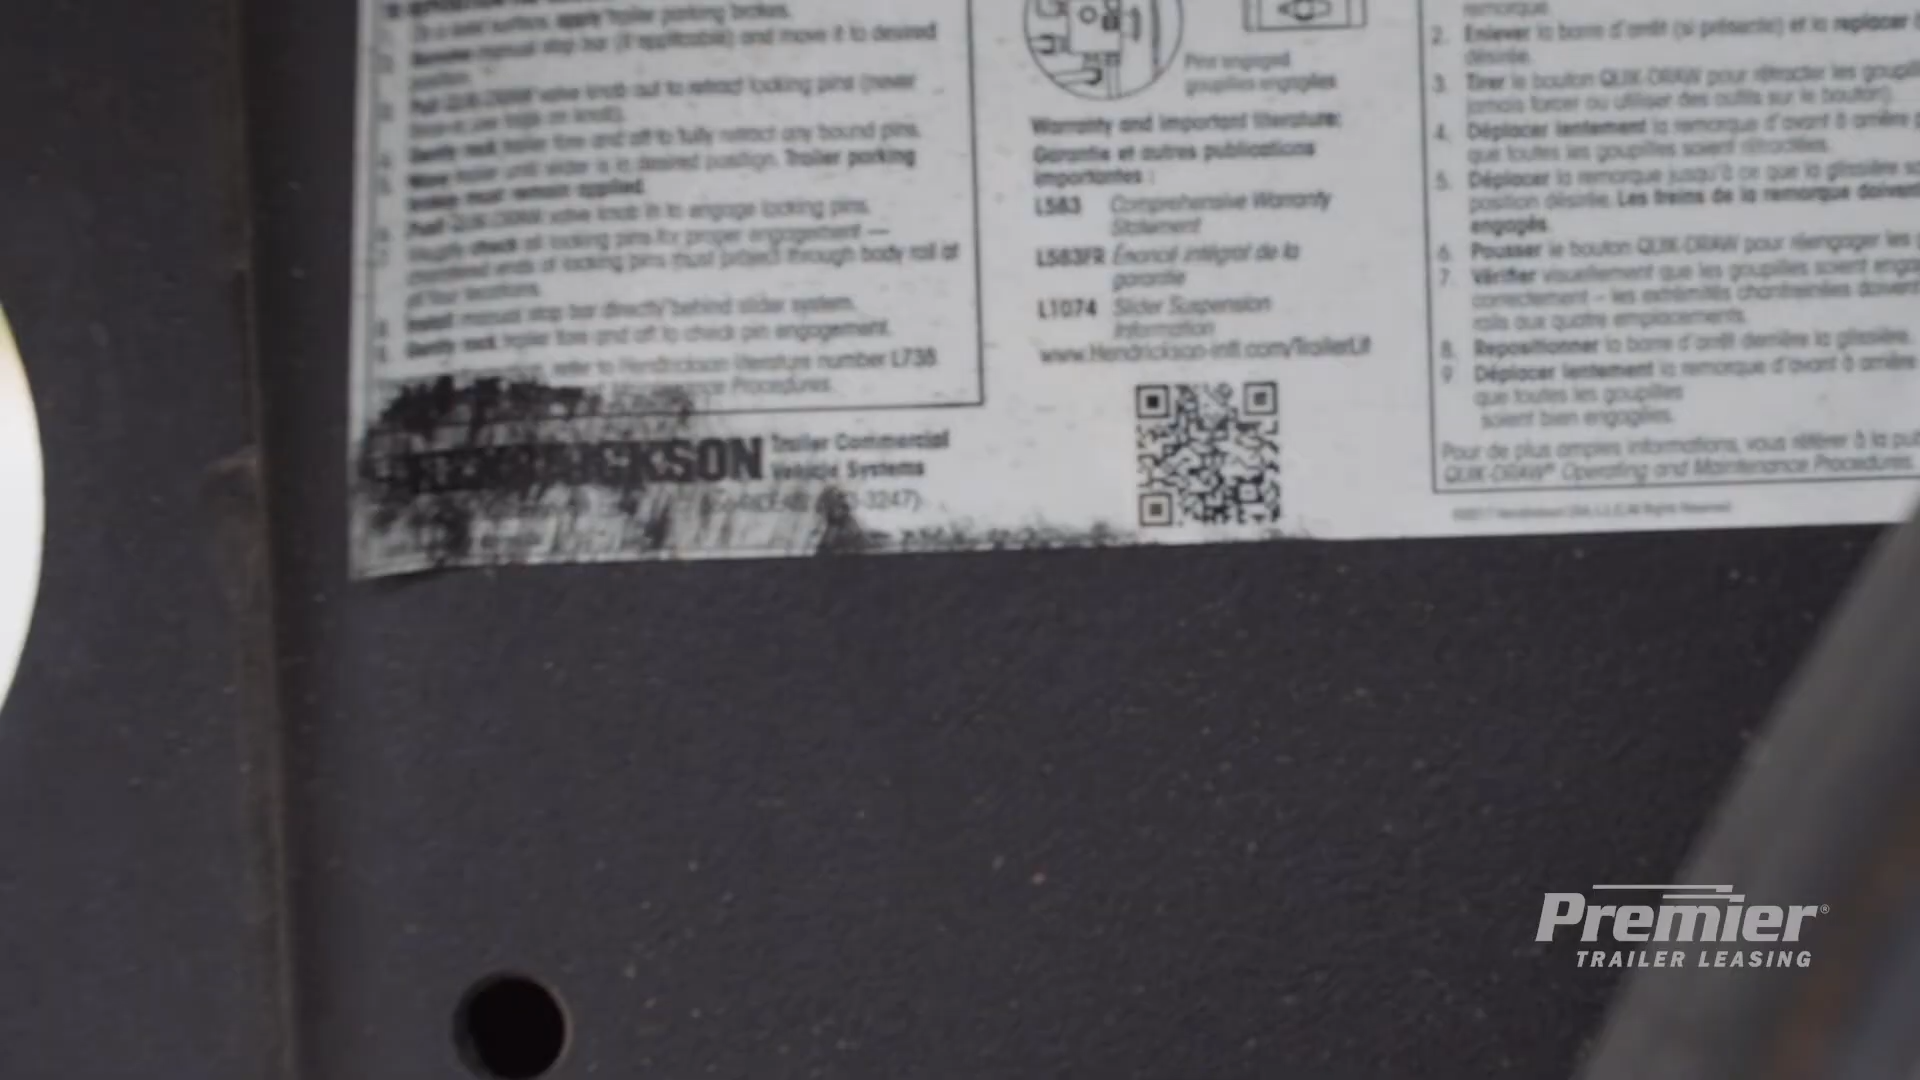 On a level surface, apply trailer parking brakes.
manual stop bar (if applicable) and move it to desired
position.
Pull QUIK-DRAW valve knob out to retract locking pins (never
Gently rock trailer fore and aft to fully retract any bound pins.
Move trailer until slider is in desired position. Trailer parking
brakes must remain applied.
Push QUIK-DRAW valve knob in to engage locking pins.
Visually check all locking pins for proper engagement —
chamfered ends of locking pins must project through body rail at
all four locations.
Install manual stop bar directly behind slider system.
Gently rock trailer fore and aft to check pin engagement.
refer to Hendrickson literature number L736
Maintenance Procedures.
HENDRICKSON Trailer Commercial
Vehicle Systems
3247)
Pins engaged
goupilles engagées
Warranty and important literature:
Garantie et autres publications
importantes :
L583 Comprehensive Warranty
Statement
L583FR Énoncé intégral de la
garantie
L1074 Slider Suspension
Information
www.Hendrickson-intl.com/TrailerLit
remorque.
2. Enlever la barre d'arrêt (si présente) et la replacer
désirée.
3. Tirer le bouton QUIK-DRAW pour rétracter les
jamais forcer ou utiliser des outils sur le bouton).
4. Déplacer lentement la remorque d'avant à arrière
que toutes les goupilles soient rétractées.
5. Déplacer la remorque jusqu'à ce que la glissière
position désirée. Les freins de la remorque doivent
engagés.
6. Pousser le bouton QUIK-DRAW pour réengager les
7. Vérifier visuellement que les goupilles soient
correctement – les extrémités chanfreinées doivent
rails aux quatre emplacements.
8. Repositionner la barre d'arrêt derrière la glissière.
9. Déplacer lentement la remorque d'avant à arrière
que toutes les goupilles
soient bien engagées.
Pour de plus amples informations, vous référer à la
QUIK-DRAW® Operating and Maintenance Procedures.
Premier®
TRAILER LEASING